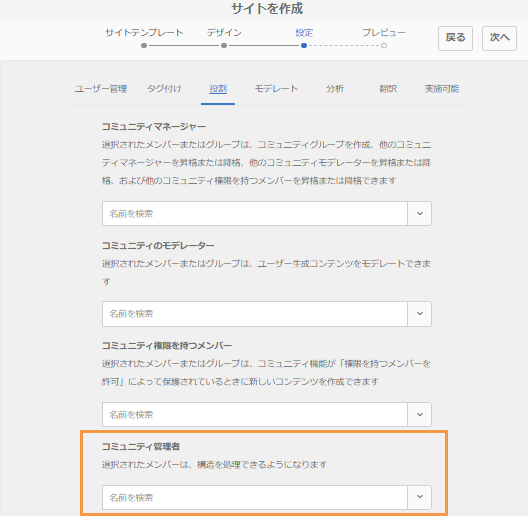 サイトを作成
サイトテンプレート デザイン 設定 プレビュー 戻る 次へ
ユーザー管理 タグ付け 役割 モデレート 分析 翻訳 実施可能
コミュニティマネージャー
選択されたメンバーまたはグループは、コミュニティグループを作成、他のコミュニ
ティマネージャーを昇格または降格、他のコミュニティモデレーターを昇格または降
格、および他のコミュニティ権限を持つメンバーを昇格または降格できます
名前を検索
コミュニティのモデレーター
選択されたメンバーまたはグループは、ユーザー生成コンテンツをモデレートできま
す
名前を検索
コミュニティ権限を持つメンバー
選択されたメンバーまたはグループは、コミュニティ機能が「権限を持つメンバーを
許可」によって保護されているときに新しいコンテンツを作成できます
名前を検索
コミュニティ管理者
選択されたメンバーは、構造を処理できるようになります
名前を検索